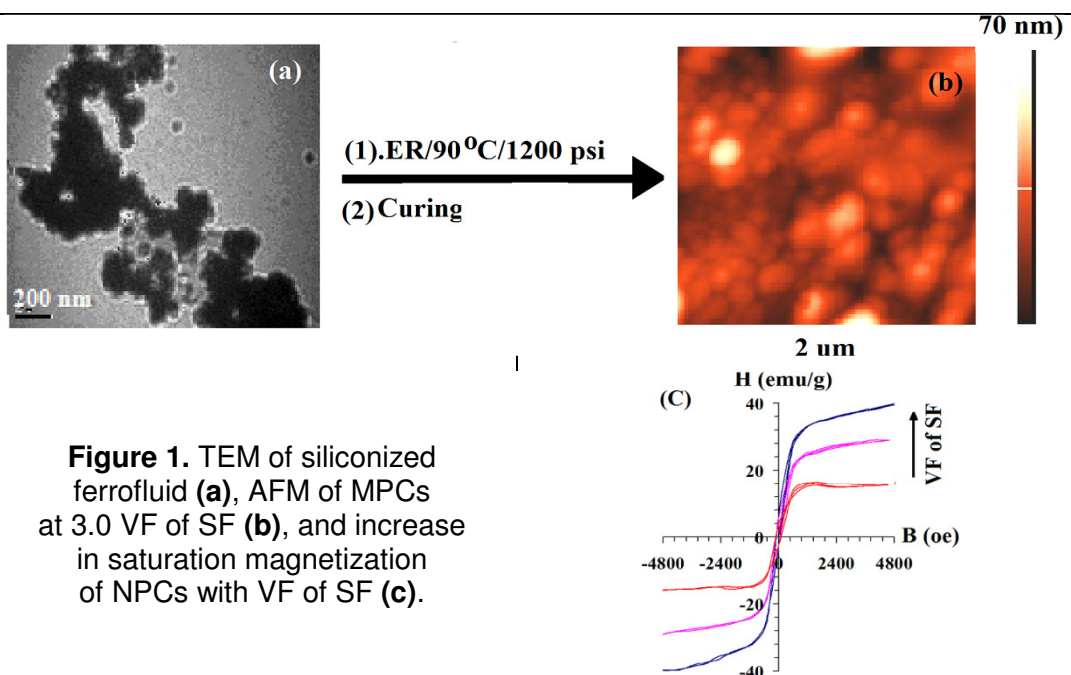 70 nm)
(a)
200 nm
(1).ER/90°C/1200 psi
(2) Curing
(b)
2 um
Figure 1. TEM of siliconized
ferrofluid (a), AFM of MPCs
at 3.0 VF of SF (b), and increase
in saturation magnetization
of NPCs with VF of SF (c).
(C)
H (emu/g)
40
20
0
-20
-40
-4800 -2400 0 2400 4800
B (oe)
VF of SF